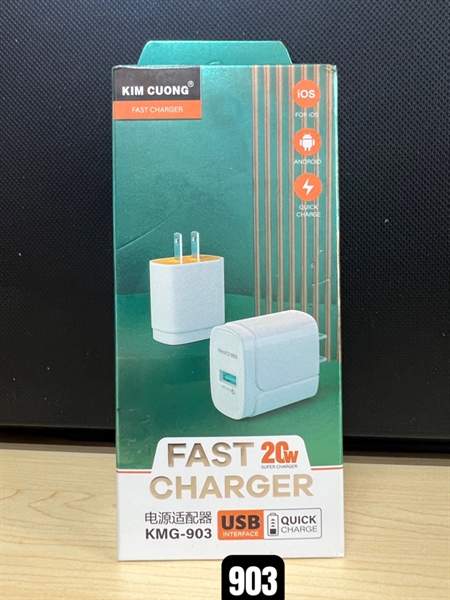 KIM CUONG®
FAST CHARGER
iOS
FOR iOS
ANDROID
QUICK
CHARGE
FAST 20W
SUPER CHARGER
CHARGER
电源适配器
KMG-903
USB
INTERFACE
QUICK
CHARGE
903